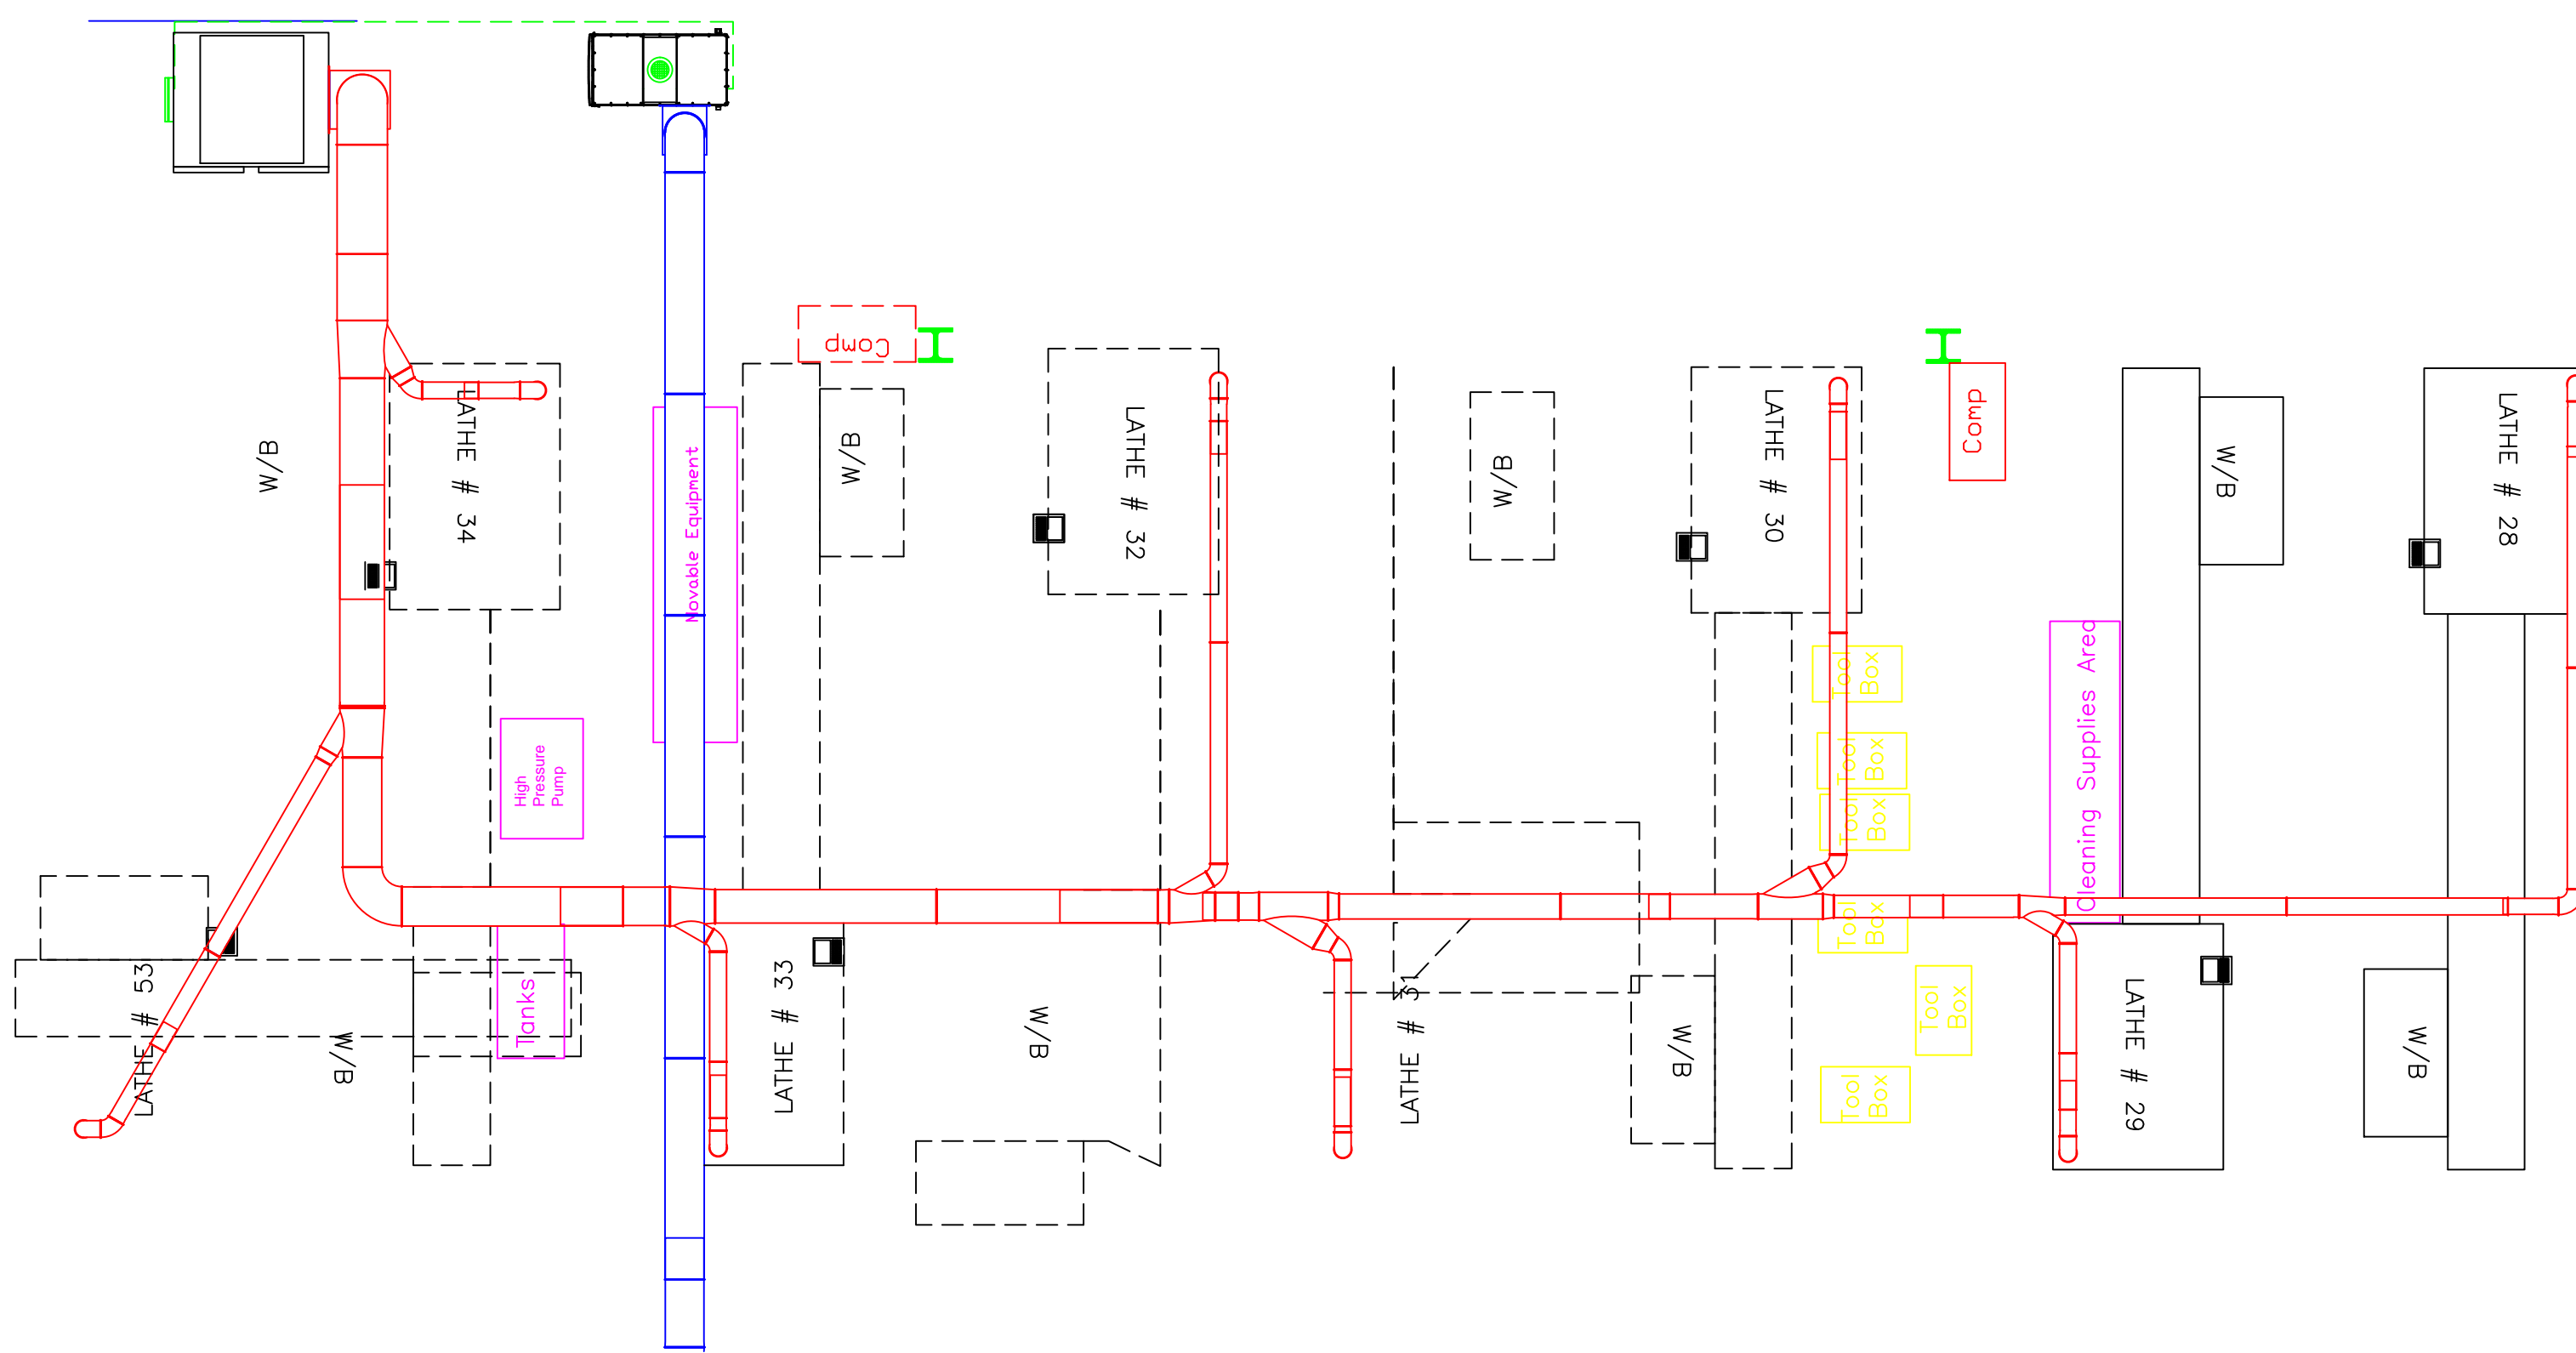 Comp
LATHE # 34
B/W
Movable Equipment
B/W
LATHE # 32
B/W
LATHE # 30
Comp
W/B
LATHE # 28
High
Pressure
Pump
Tool
Box
Tool
Box
Tool
Box
Cleaning Supplies Area
Tool
Box
LATHE # 53
W/B
Tanks
LATHE # 33
W/B
LATHE # 31
W/B
Tool
Box
Tool
Box
LATHE # 29
W/B